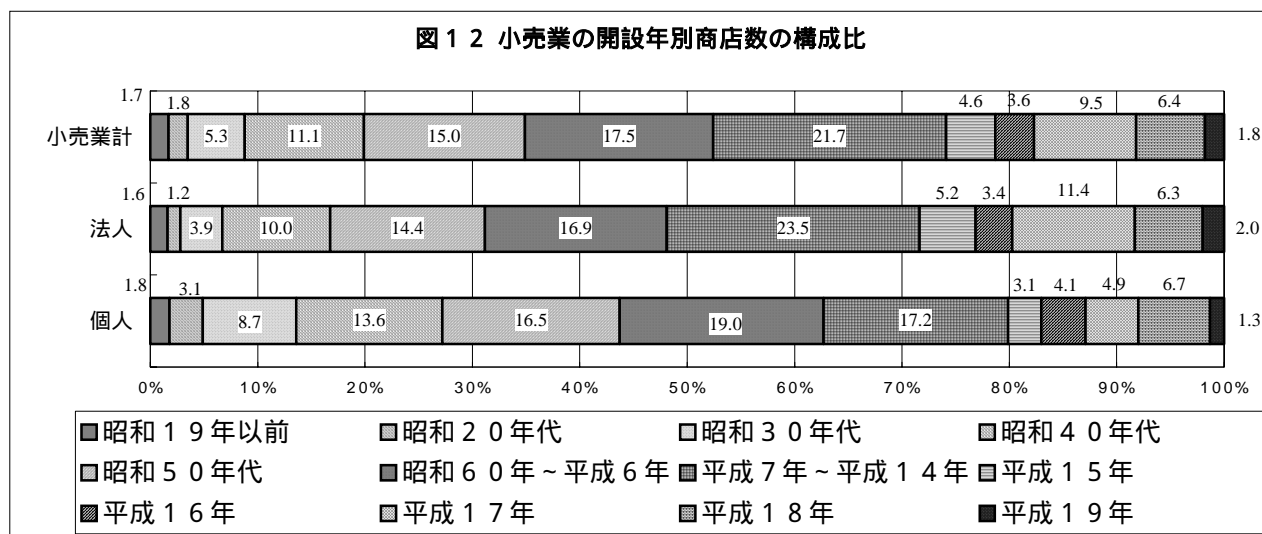 図１２ 小売業の開設年別商店数の構成比
1.7 1.8 4.6 3.6 9.5 6.4
小売業計 5.3 11.1 15.0 17.5 21.7 1.8
1.6 1.2 5.2 3.4 11.4 6.3
法人 3.9 10.0 14.4 16.9 23.5 2.0
1.8 3.1 3.1 4.1 4.9 6.7
個人 8.7 13.6 16.5 19.0 17.2 1.3
0% 10% 20% 30% 40% 50% 60% 70% 80% 90% 100%
昭和１９年以前 昭和２０年代 昭和３０年代 昭和４０年代
昭和５０年代 昭和６０年～平成６年 平成７年～平成１４年 平成１５年
平成１６年 平成１７年 平成１８年 平成１９年